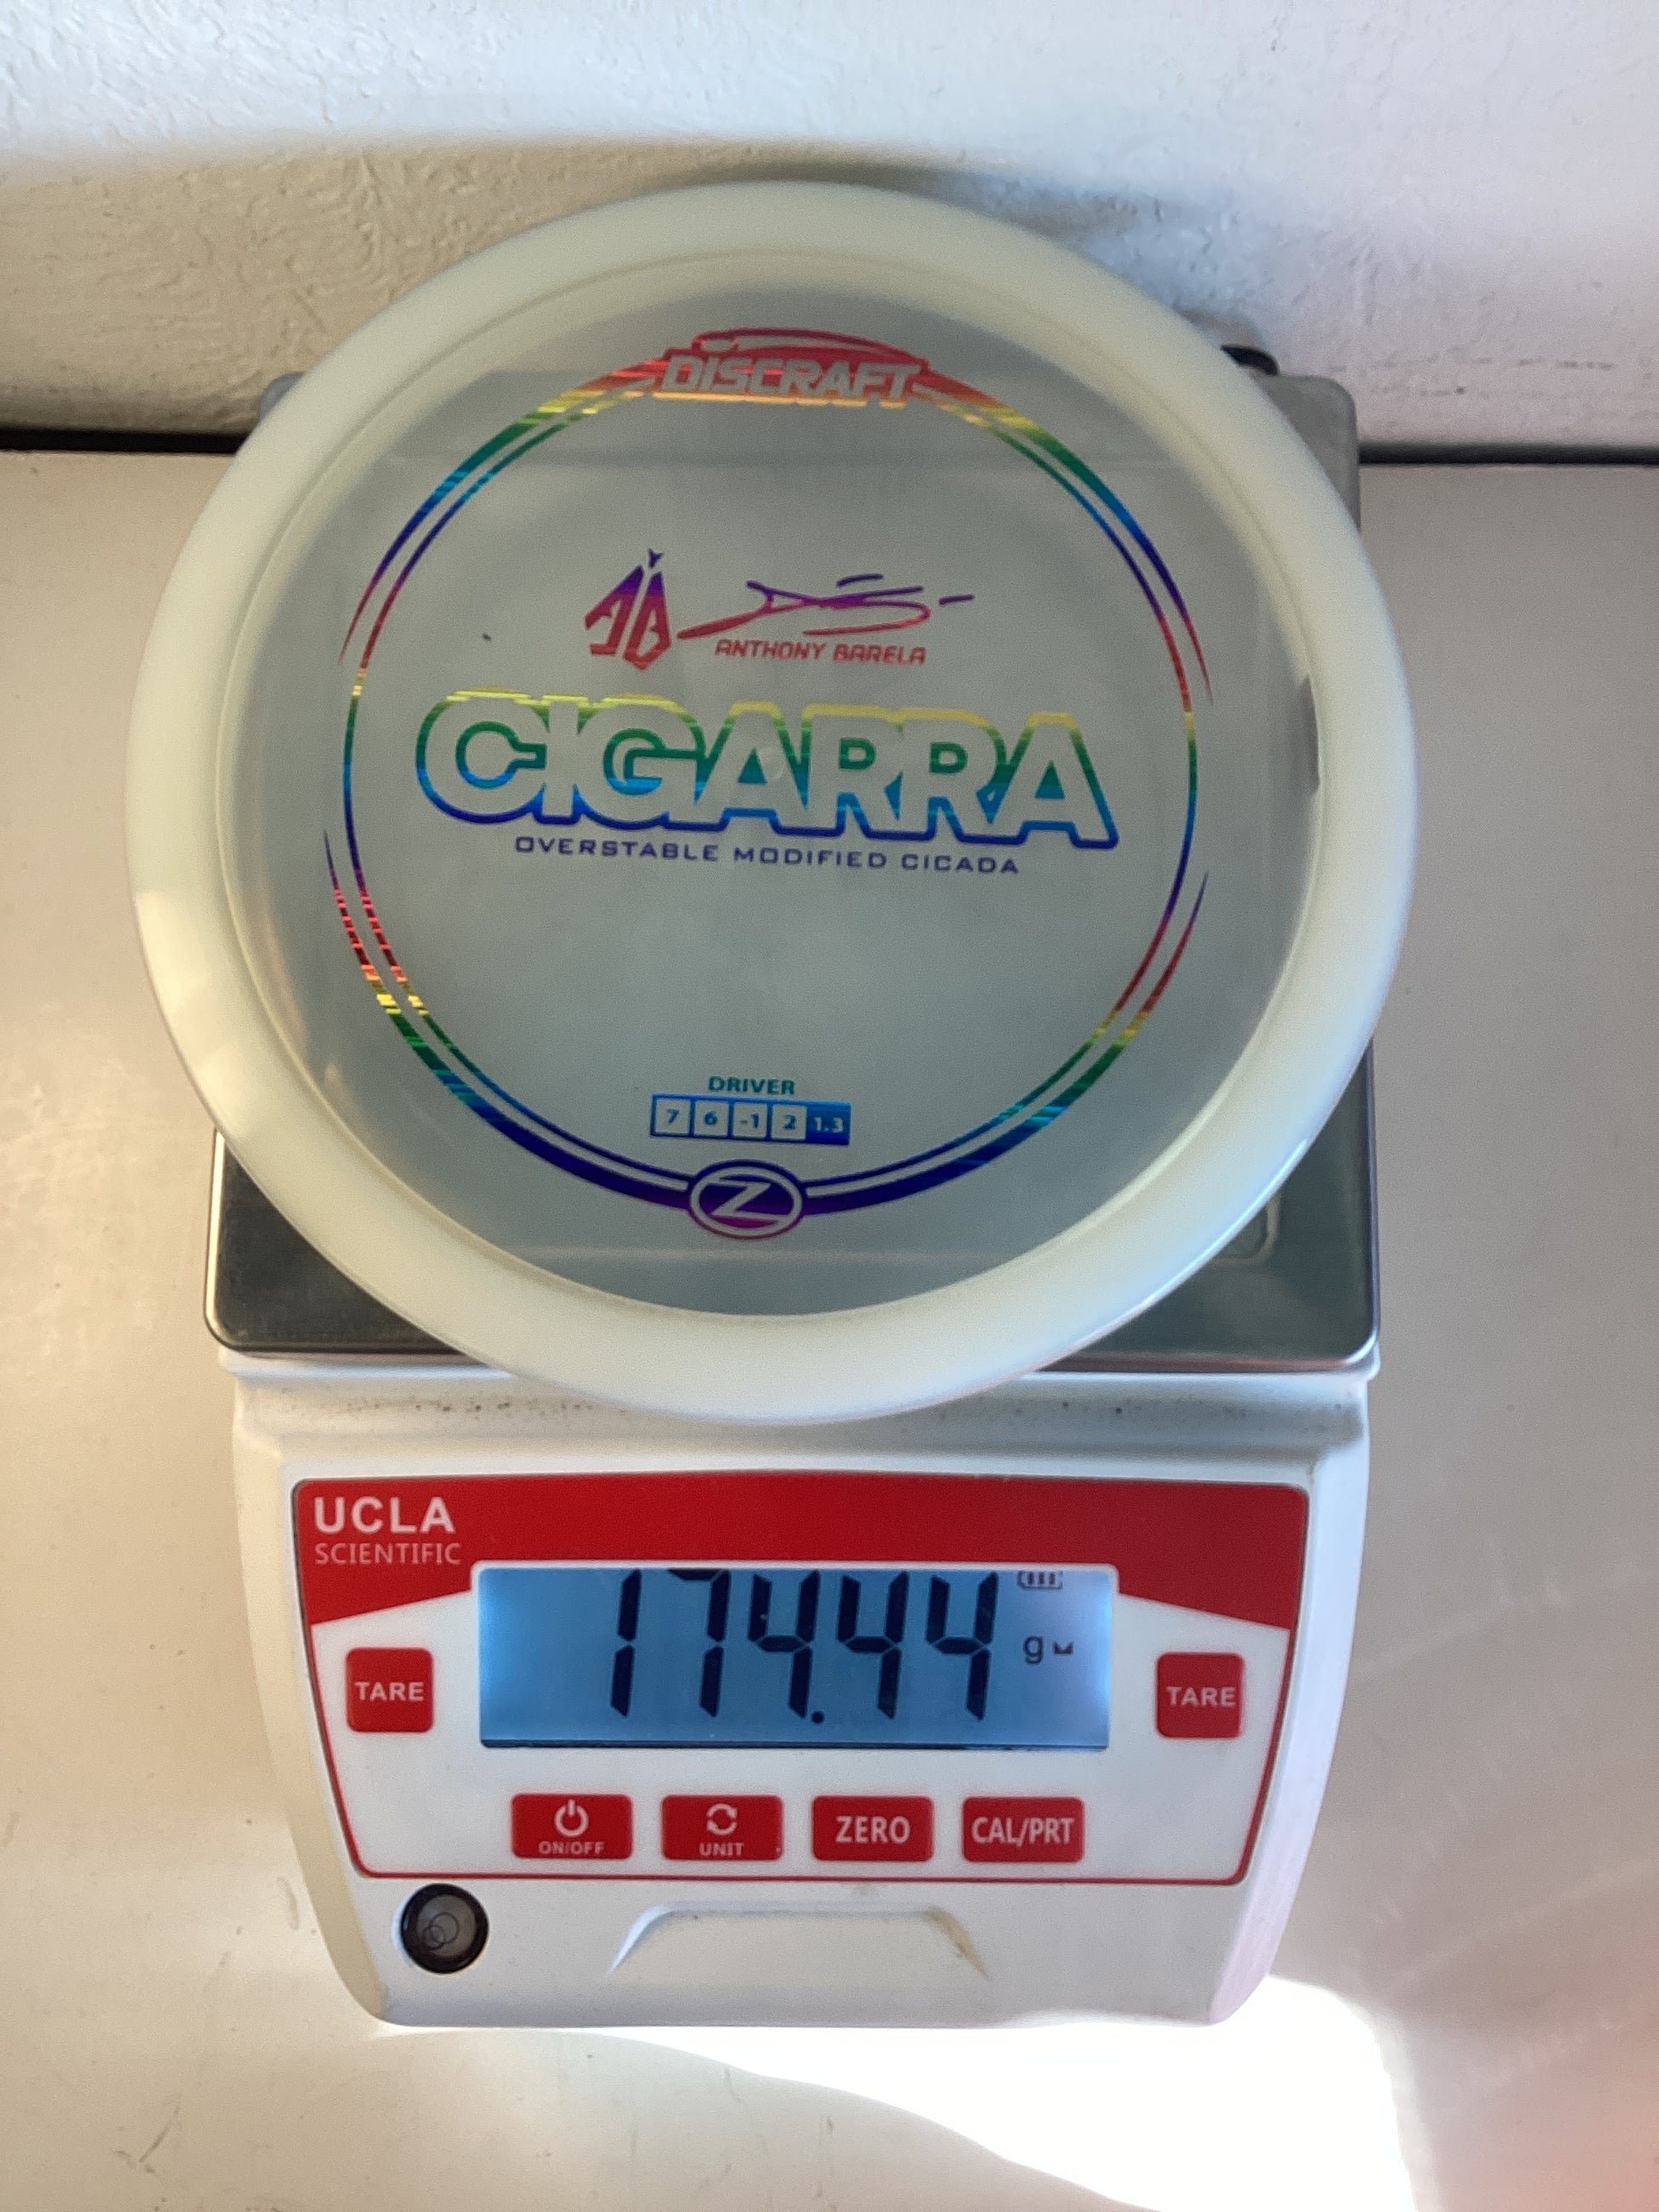 DISCRAFT
AB
ANTHONY BARELA
CIGARRA
OVERSTABLE MODIFIED CICADA
DRIVER
7 6 -1 2 1.3
Z
UCLA
SCIENTIFIC
174.44 g
TARE
TARE
ON/OFF
UNIT
ZERO
CAL/PRT